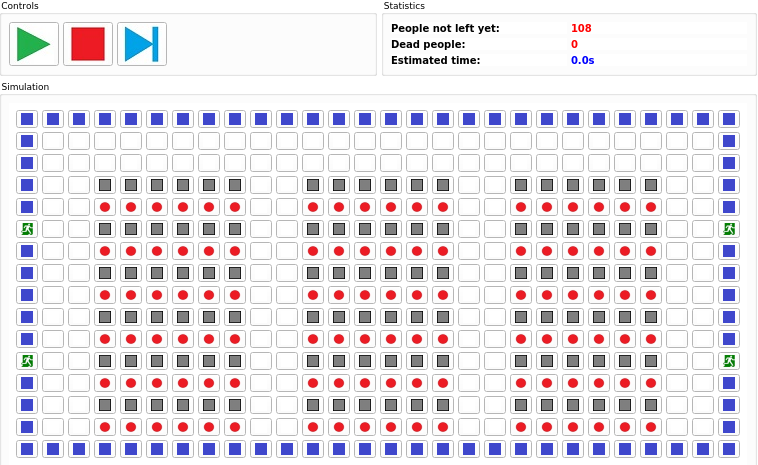 Controls
Statistics
People not left yet: 108
Dead people: 0
Estimated time: 0.0s
Simulation